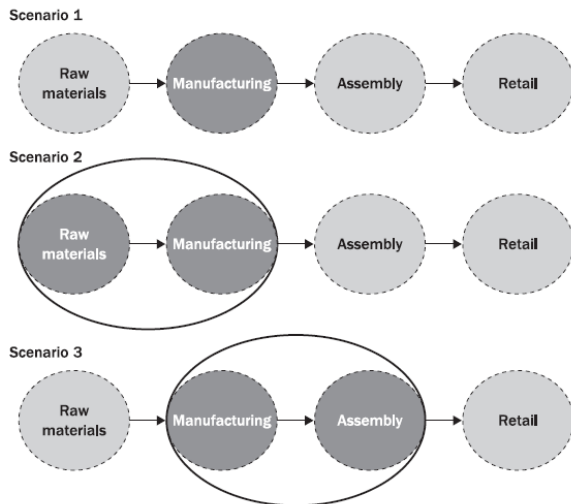 Scenario 1
Raw
materials
Manufacturing
Assembly
Retail
Scenario 2
Raw
materials
Manufacturing
Assembly
Retail
Scenario 3
Raw
materials
Manufacturing
Assembly
Retail